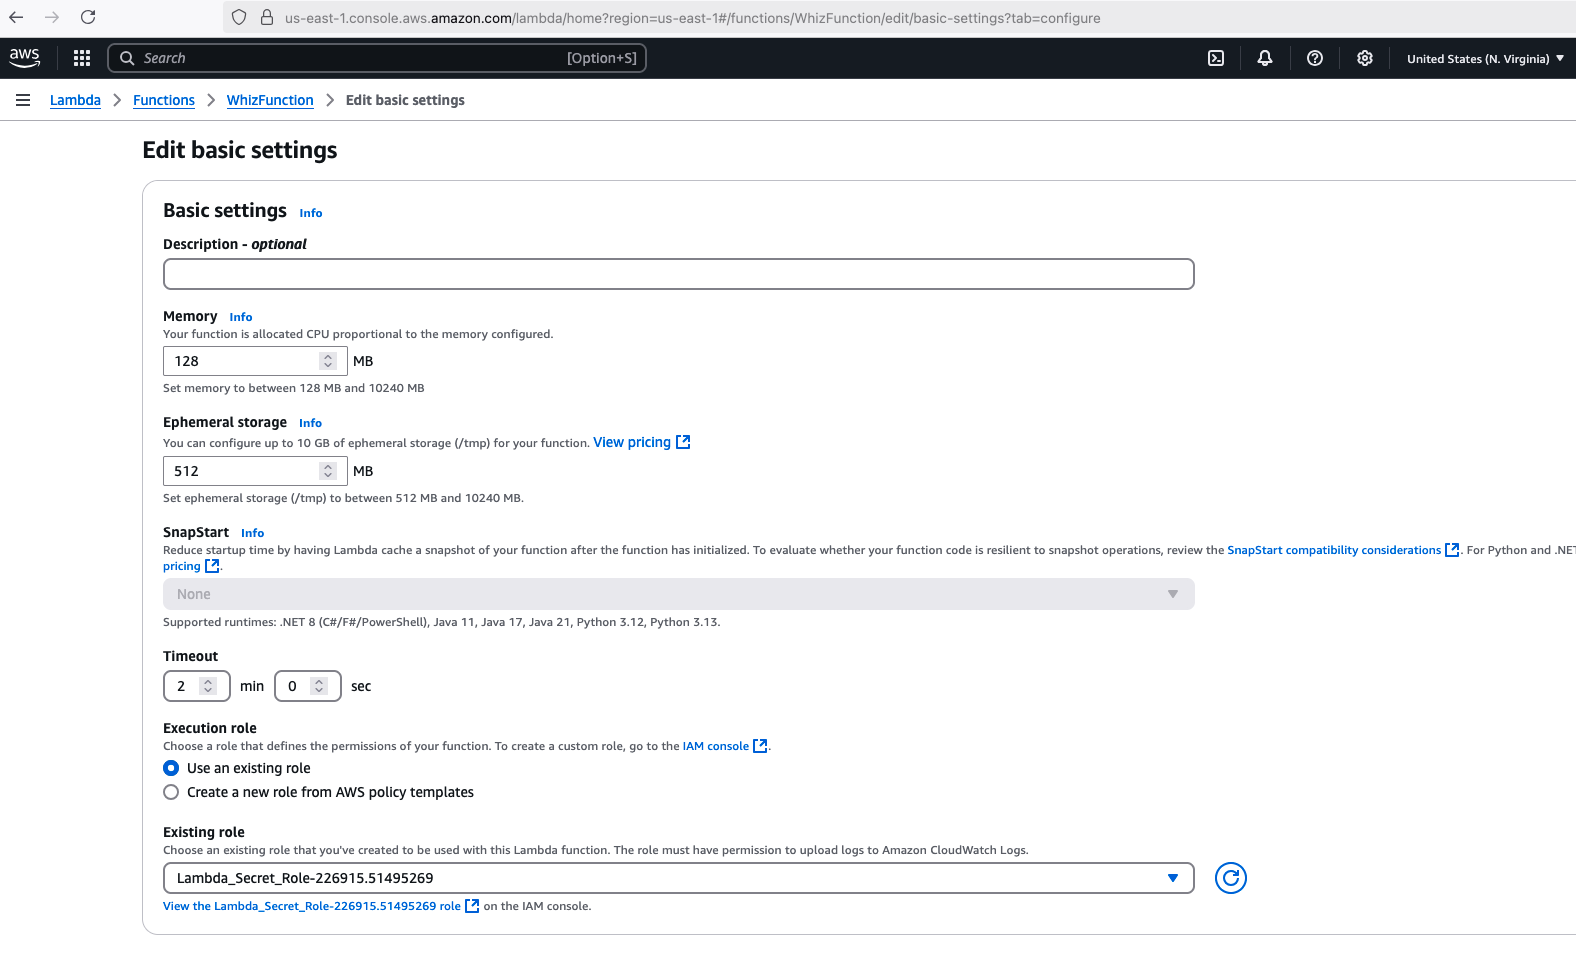 us-east-1.console.aws.amazon.com/lambda/home?region=us-east-1#/functions/WhizFunction/edit/basic-settings?tab=configure
aws Search [Option+S] United States (N. Virginia)
Lambda Functions WhizFunction Edit basic settings
Edit basic settings
Basic settings Info
Description - optional
Memory Info
Your function is allocated CPU proportional to the memory configured.
128 MB
Set memory to between 128 MB and 10240 MB
Ephemeral storage Info
You can configure up to 10 GB of ephemeral storage (/tmp) for your function. View pricing
512 MB
Set ephemeral storage (/tmp) to between 512 MB and 10240 MB.
SnapStart Info
Reduce startup time by having Lambda cache a snapshot of your function after the function has initialized. To evaluate whether your function code is resilient to snapshot operations, review the SnapStart compatibility considerations. For Python and .NET
pricing.
None
Supported runtimes: .NET 8 (C#/F#/PowerShell), Java 11, Java 17, Java 21, Python 3.12, Python 3.13.
Timeout
2 min 0 sec
Execution role
Choose a role that defines the permissions of your function. To create a custom role, go to the IAM console.
Use an existing role
Create a new role from AWS policy templates
Existing role
Choose an existing role that you've created to be used with this Lambda function. The role must have permission to upload logs to Amazon CloudWatch Logs.
Lambda_Secret_Role-226915.51495269
View the Lambda_Secret_Role-226915.51495269 role on the IAM console.